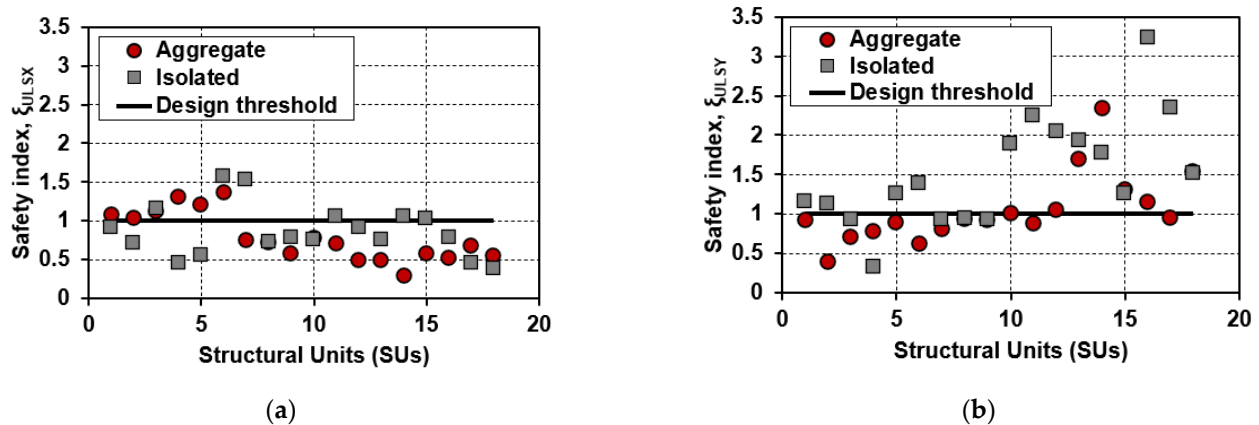 Safety index, ξULSX
3.5
3
2.5
2
1.5
1
0.5
0
Aggregate
Isolated
Design threshold
0 5 10 15 20
Structural Units (SUs)
(a)
Safety index, ξULSY
3.5
3
2.5
2
1.5
1
0.5
0
Aggregate
Isolated
Design threshold
0 5 10 15 20
Structural Units (SUs)
(b)